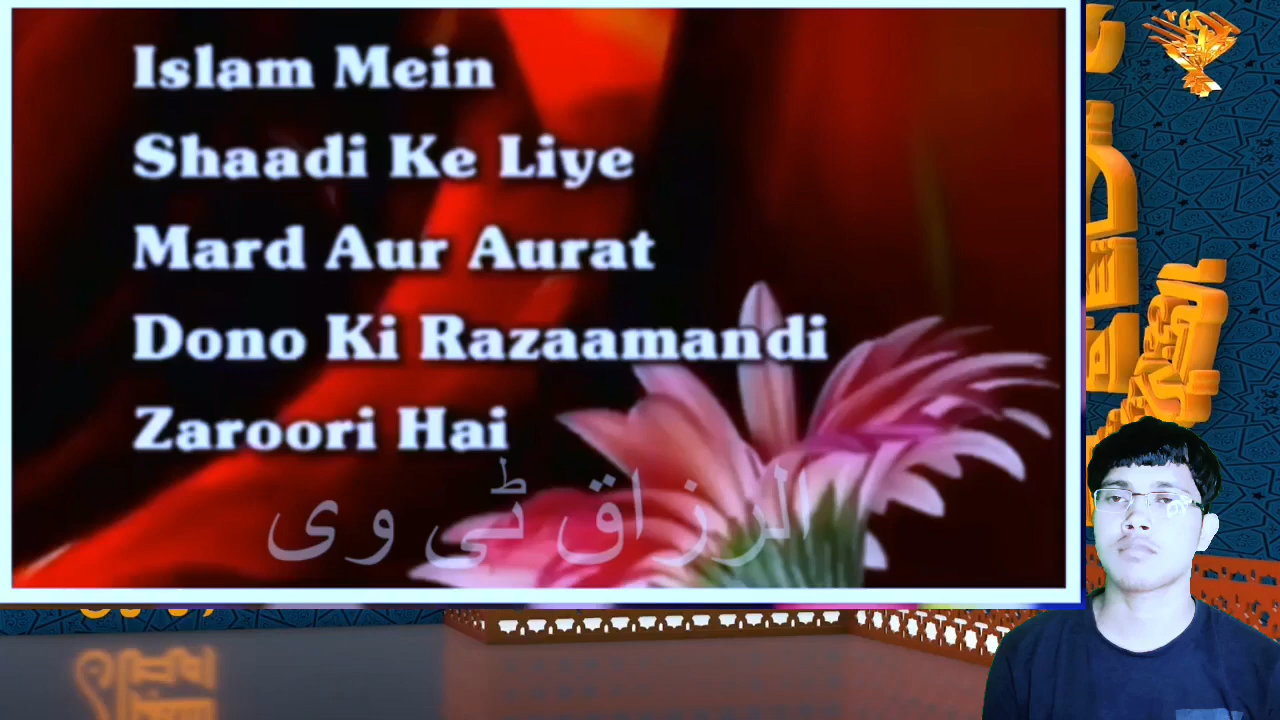 Islam Mein
Shaadi Ke Liye
Mard Aur Aurat
Dono Ki Razaamandi
Zaroori Hai
الرزاق ٹی وی